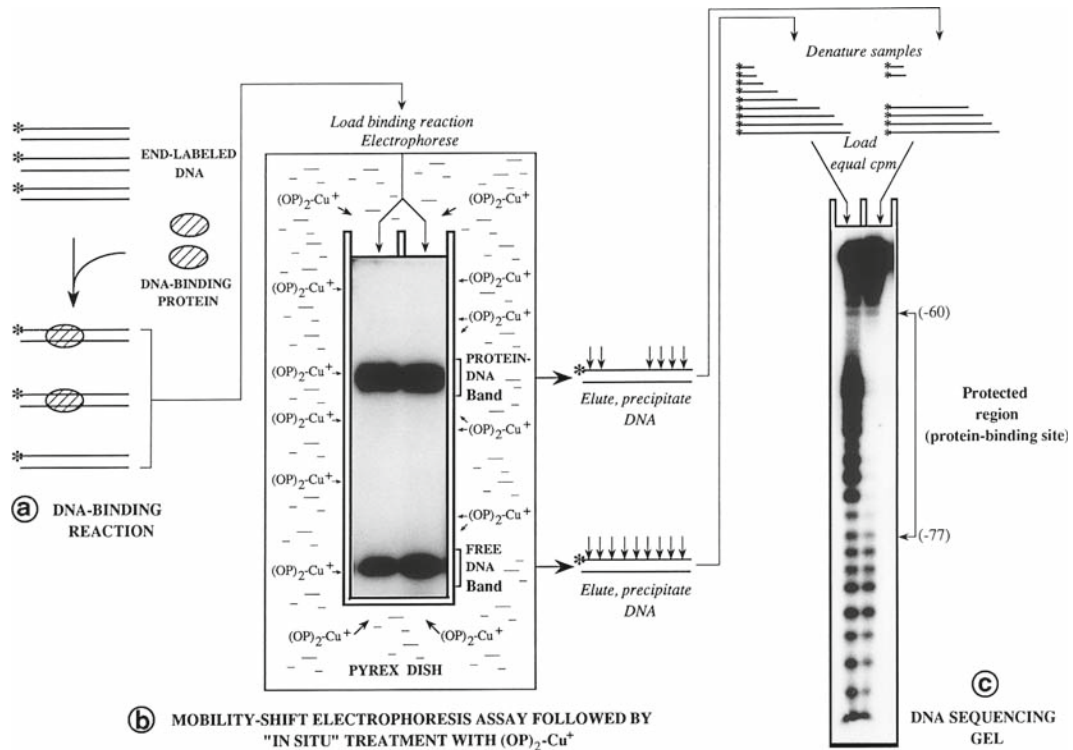 END-LABELED
DNA
DNA-BINDING
PROTEIN
ⓐ DNA-BINDING
REACTION
Load binding reaction
Electrophorese
(OP)₂-Cu⁺
(OP)₂-Cu⁺
(OP)₂-Cu⁺
(OP)₂-Cu⁺
(OP)₂-Cu⁺
(OP)₂-Cu⁺
(OP)₂-Cu⁺
(OP)₂-Cu⁺
(OP)₂-Cu⁺
(OP)₂-Cu⁺
(OP)₂-Cu⁺
(OP)₂-Cu⁺
(OP)₂-Cu⁺
(OP)₂-Cu⁺
PROTEIN-
DNA
Band
FREE
DNA
Band
PYREX DISH
ⓑ MOBILITY-SHIFT ELECTROPHORESIS ASSAY FOLLOWED BY
"IN SITU" TREATMENT WITH (OP)₂-Cu⁺
Elute, precipitate
DNA
Elute, precipitate
DNA
Denature samples
Load
equal cpm
(-60)
Protected
region
(protein-binding site)
(-77)
ⓒ
DNA SEQUENCING
GEL